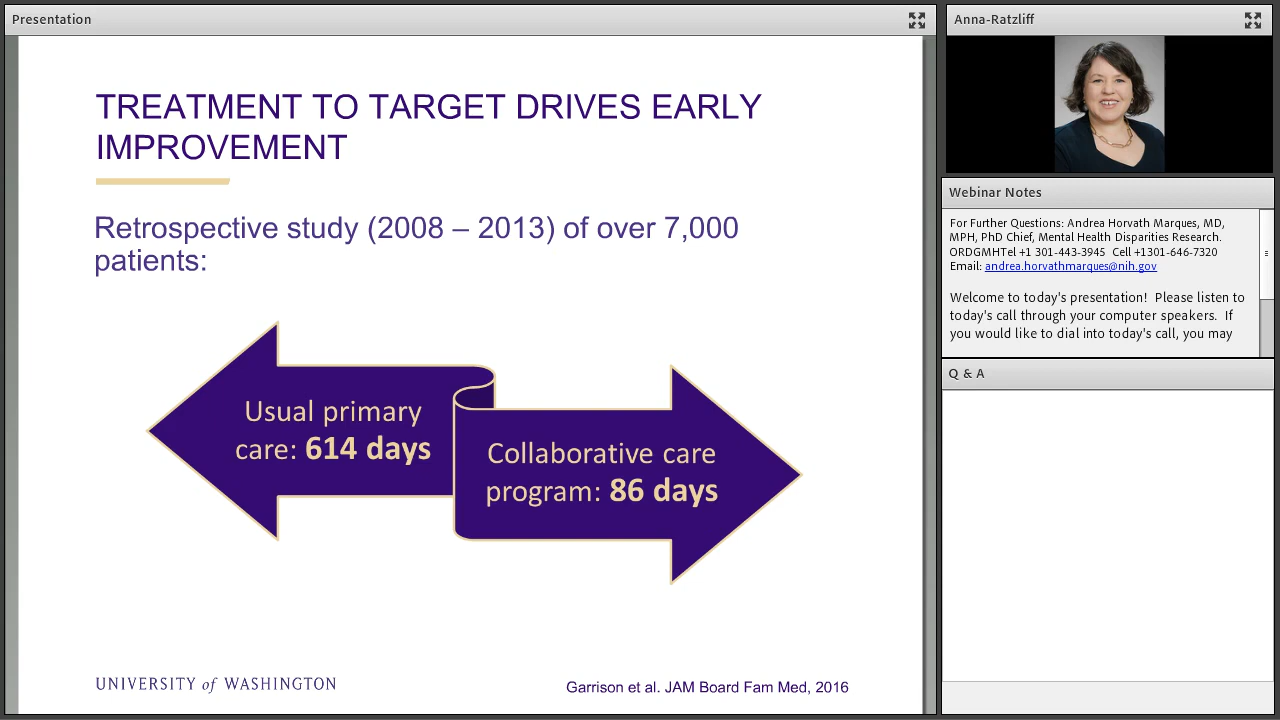 Presentation
TREATMENT TO TARGET DRIVES EARLY
IMPROVEMENT
Retrospective study (2008 – 2013) of over 7,000
patients:
Usual primary
care: 614 days
Collaborative care
program: 86 days
UNIVERSITY of WASHINGTON
Garrison et al. JAM Board Fam Med, 2016
Anna-Ratzliff
Webinar Notes
For Further Questions: Andrea Horvath Marques, MD,
MPH, PhD Chief, Mental Health Disparities Research.
ORDGMHTel +1 301-443-3945 Cell +1301-646-7320
Email: andrea.horvathmarques@nih.gov
Welcome to today's presentation! Please listen to
today's call through your computer speakers. If
you would like to dial into today's call, you may
Q & A